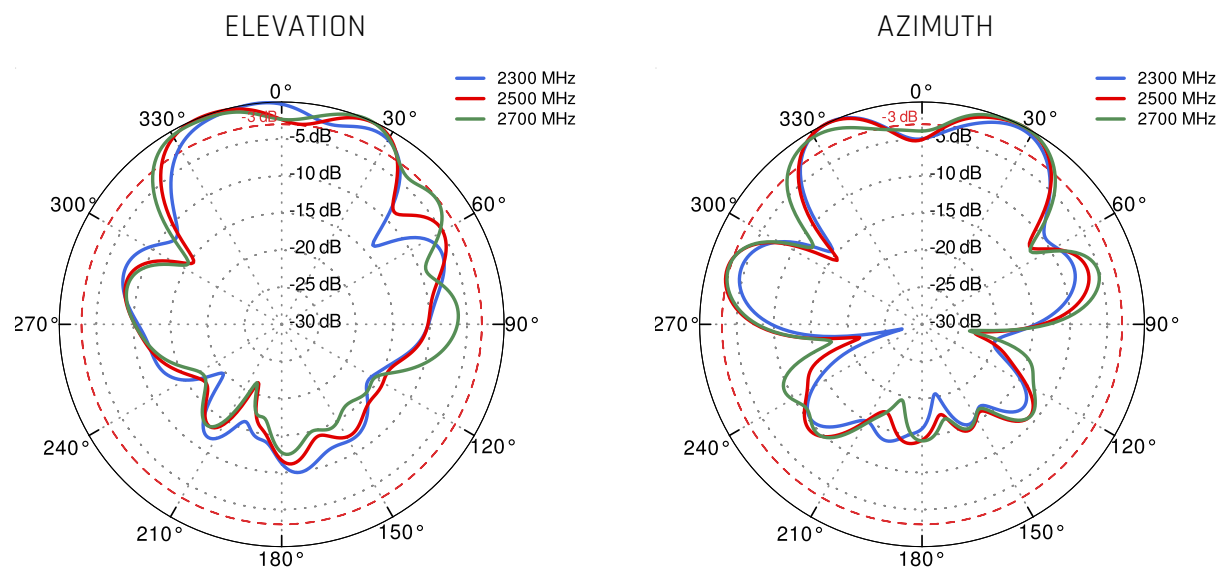 ELEVATION
2300 MHz
2500 MHz
2700 MHz
0°
330°
-3 dB
30°
-5 dB
-10 dB
300°
-15 dB
60°
-20 dB
-25 dB
270°
-30 dB
90°
240°
120°
210°
150°
180°
AZIMUTH
2300 MHz
2500 MHz
2700 MHz
0°
330°
-3 dB
30°
5 dB
-10 dB
300°
-15 dB
60°
-20 dB
-25 dB
270°
-30 dB
90°
240°
120°
210°
150°
180°